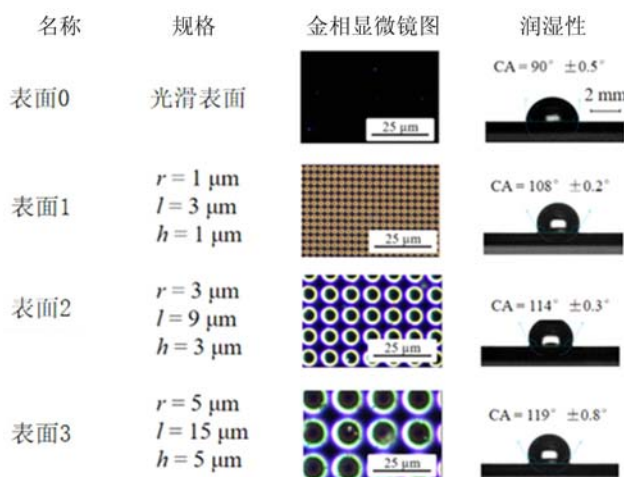 名称 规格 金相显微镜图 润湿性
表面0 光滑表面 25 μm CA = 90° ±0.5° 2 mm
表面1 r = 1 μm l = 3 μm h = 1 μm 25 μm CA=108° ±0.2°
表面2 r = 3 μm l = 9 μm h = 3 μm 25 μm CA=114° ±0.3°
表面3 r = 5 μm l = 15 μm h = 5 μm 25 μm CA=119° ±0.8°